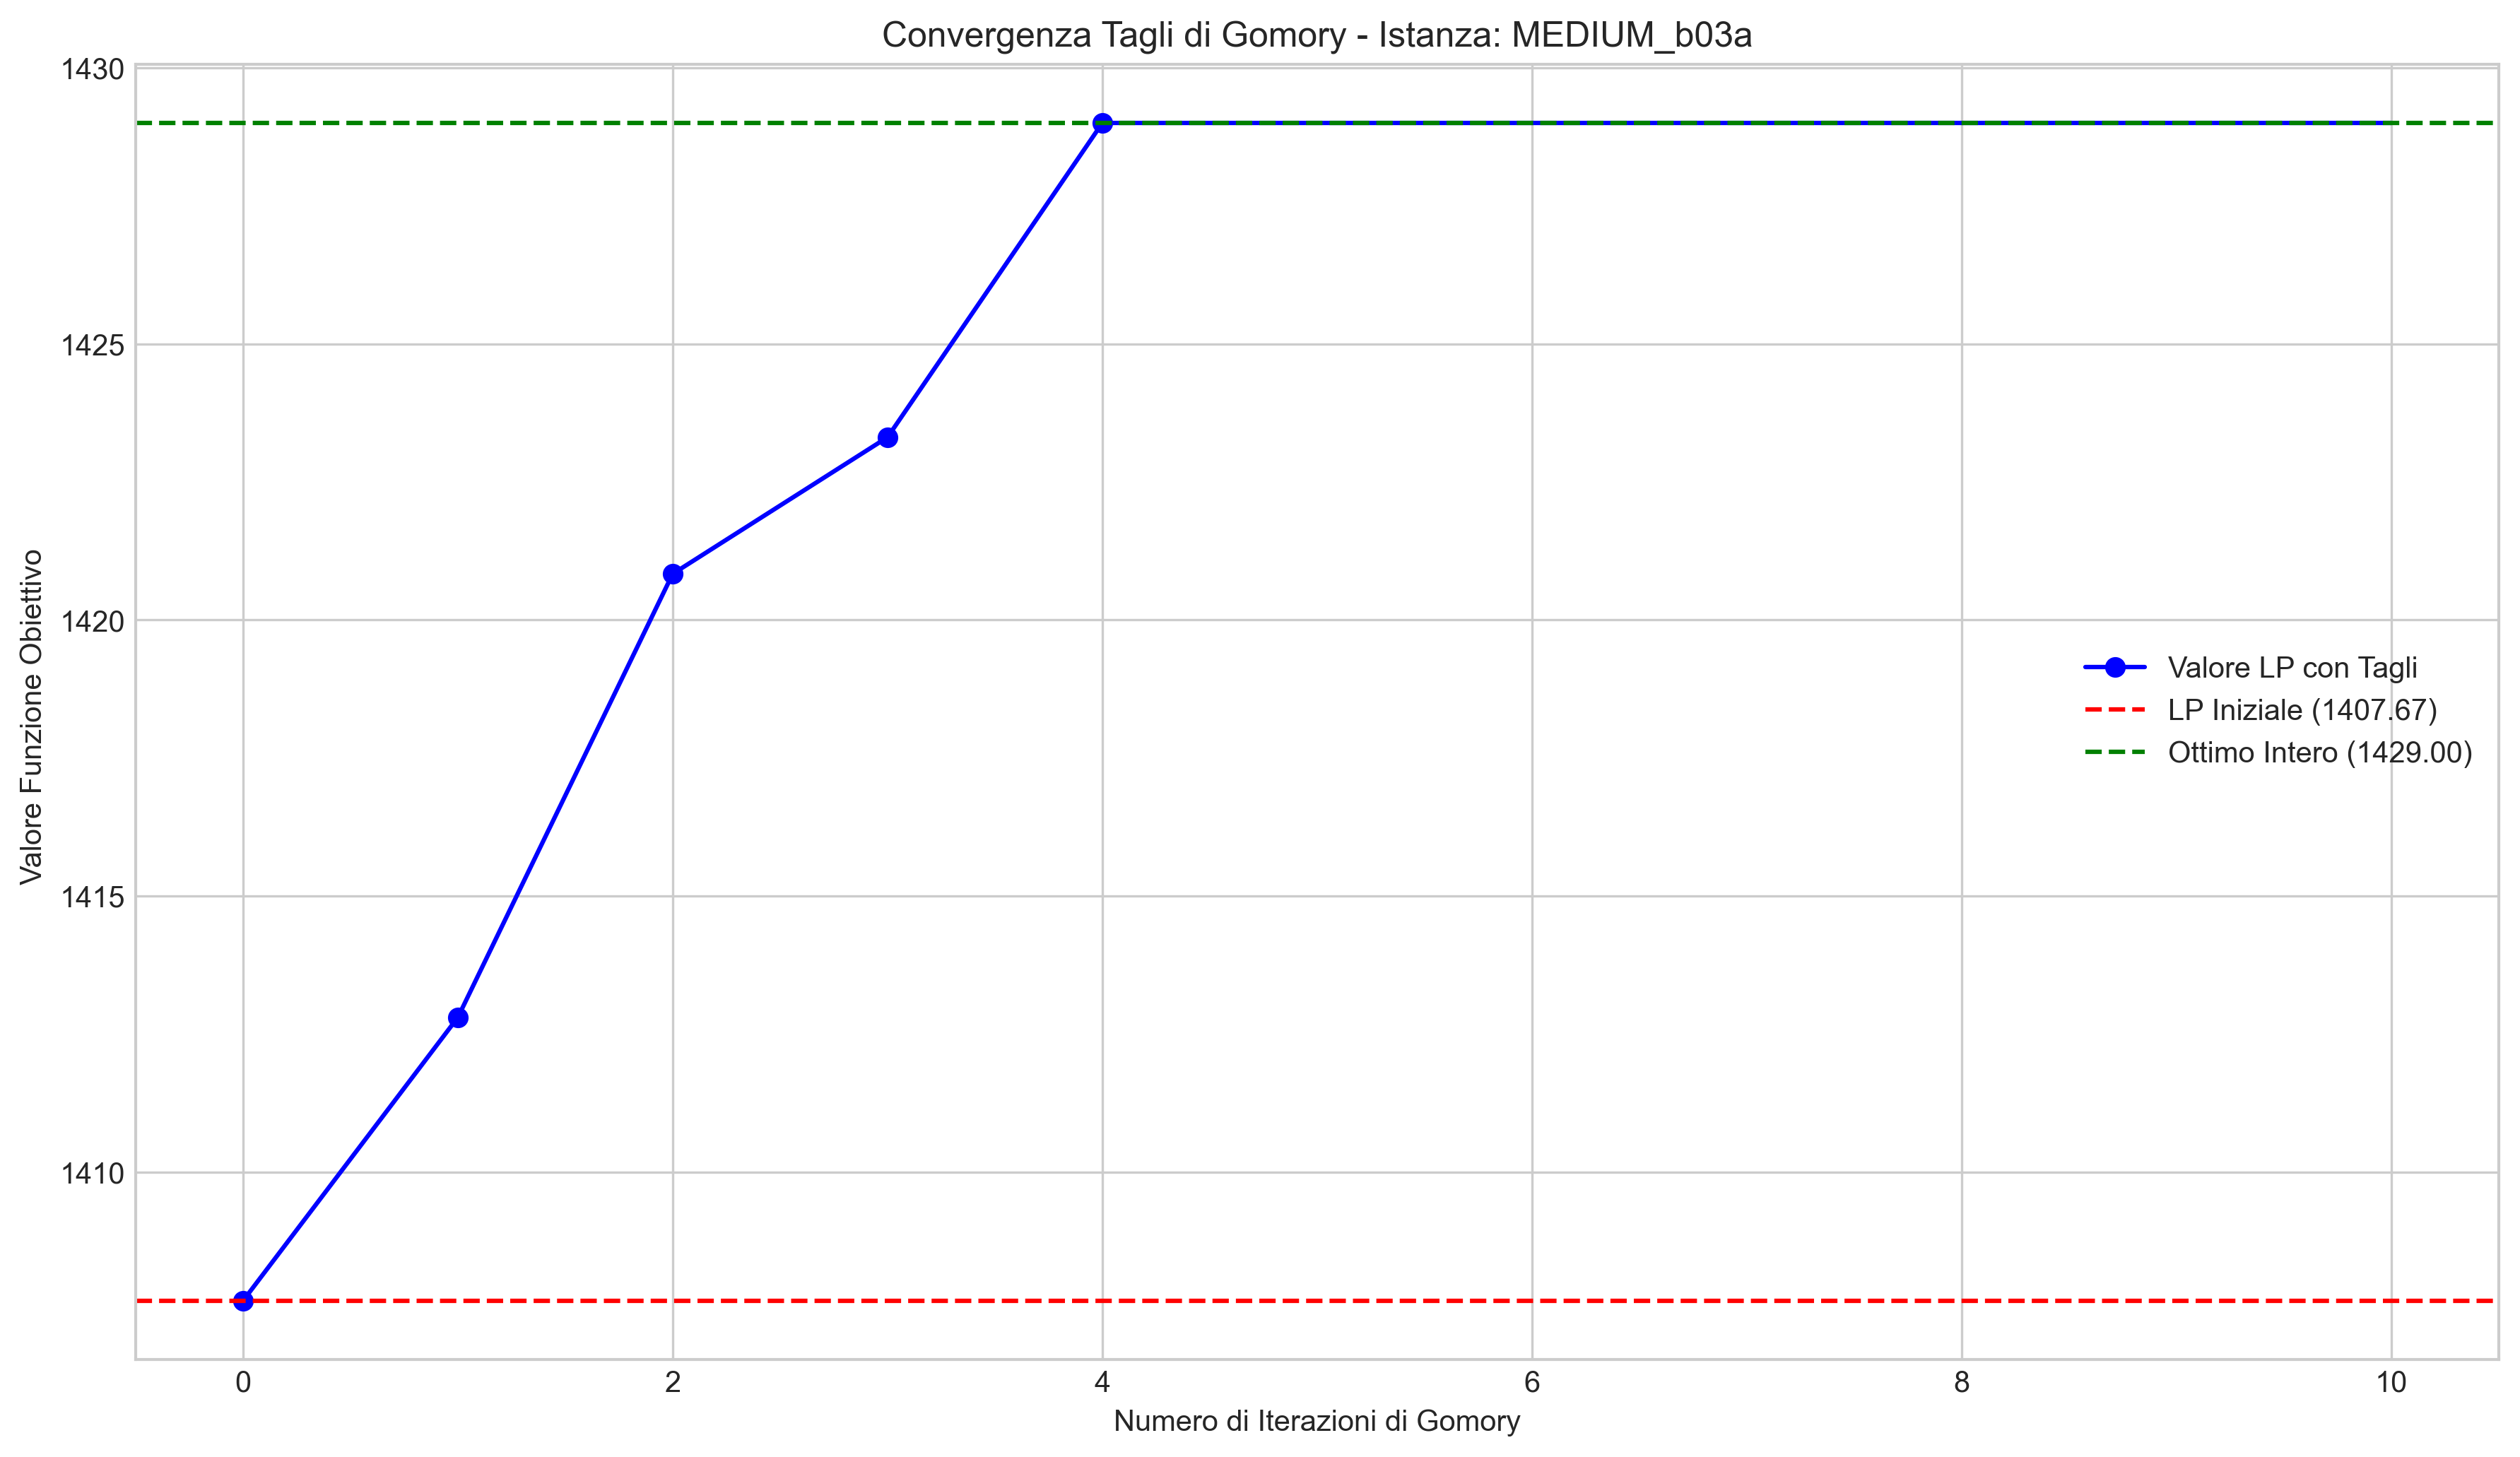 Convergenza Tagli di Gomory - Istanza: MEDIUM_b03a
Valore Funzione Obiettivo
1430
1425
1420
1415
1410
Valore LP con Tagli
LP Iniziale (1407.67)
Ottimo Intero (1429.00)
0 2 4 6 8 10
Numero di Iterazioni di Gomory